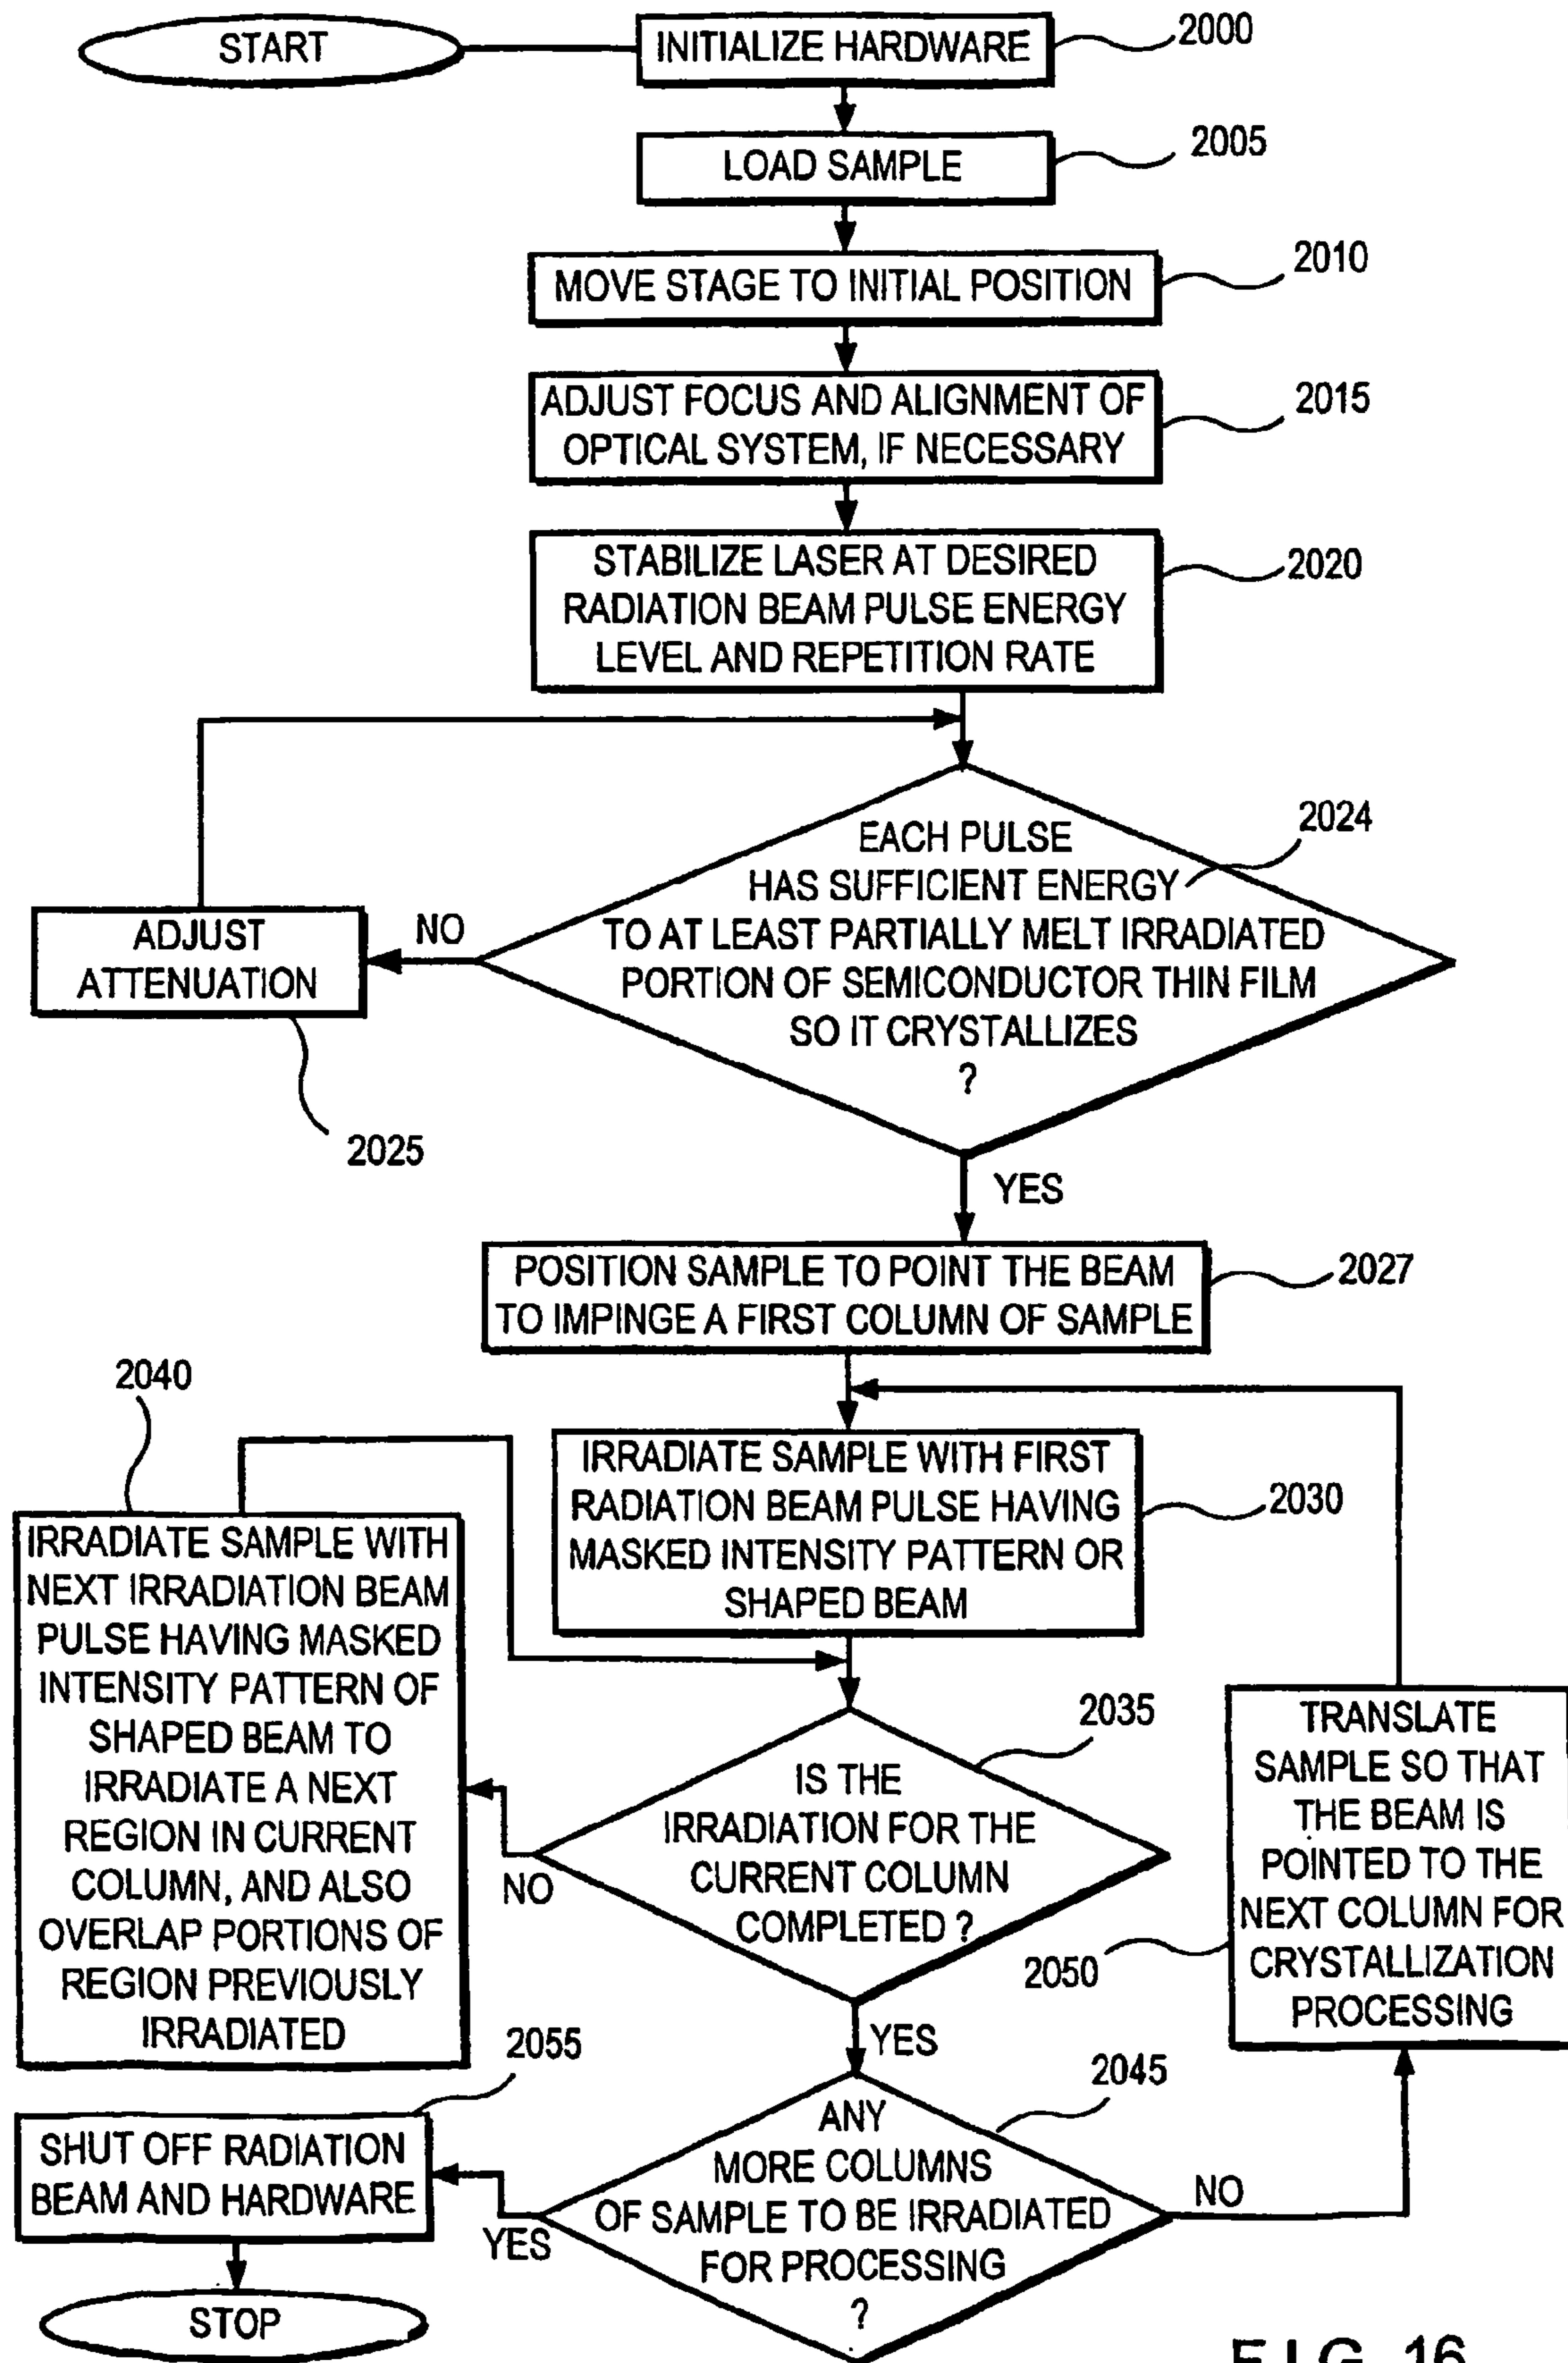 START
INITIALIZE HARDWARE
2000
LOAD SAMPLE
2005
MOVE STAGE TO INITIAL POSITION
2010
ADJUST FOCUS AND ALIGNMENT OF
OPTICAL SYSTEM, IF NECESSARY
2015
STABILIZE LASER AT DESIRED
RADIATION BEAM PULSE ENERGY
LEVEL AND REPETITION RATE
2020
EACH PULSE
HAS SUFFICIENT ENERGY
TO AT LEAST PARTIALLY MELT IRRADIATED
PORTION OF SEMICONDUCTOR THIN FILM
SO IT CRYSTALLIZES
?
2024
NO
ADJUST
ATTENUATION
2025
YES
POSITION SAMPLE TO POINT THE BEAM
TO IMPINGE A FIRST COLUMN OF SAMPLE
2027
IRRADIATE SAMPLE WITH FIRST
RADIATION BEAM PULSE HAVING
MASKED INTENSITY PATTERN OR
SHAPED BEAM
2030
2040
IRRADIATE SAMPLE WITH
NEXT IRRADIATION BEAM
PULSE HAVING MASKED
INTENSITY PATTERN OF
SHAPED BEAM TO
IRRADIATE A NEXT
REGION IN CURRENT
COLUMN, AND ALSO
OVERLAP PORTIONS OF
REGION PREVIOUSLY
IRRADIATED
IS THE
IRRADIATION FOR THE
CURRENT COLUMN
COMPLETED ?
2035
NO
YES
TRANSLATE
SAMPLE SO THAT
THE BEAM IS
POINTED TO THE
NEXT COLUMN FOR
CRYSTALLIZATION
PROCESSING
2050
ANY
MORE COLUMNS
OF SAMPLE TO BE IRRADIATED
FOR PROCESSING
?
2045
NO
YES
2055
SHUT OFF RADIATION
BEAM AND HARDWARE
STOP
FIG. 16